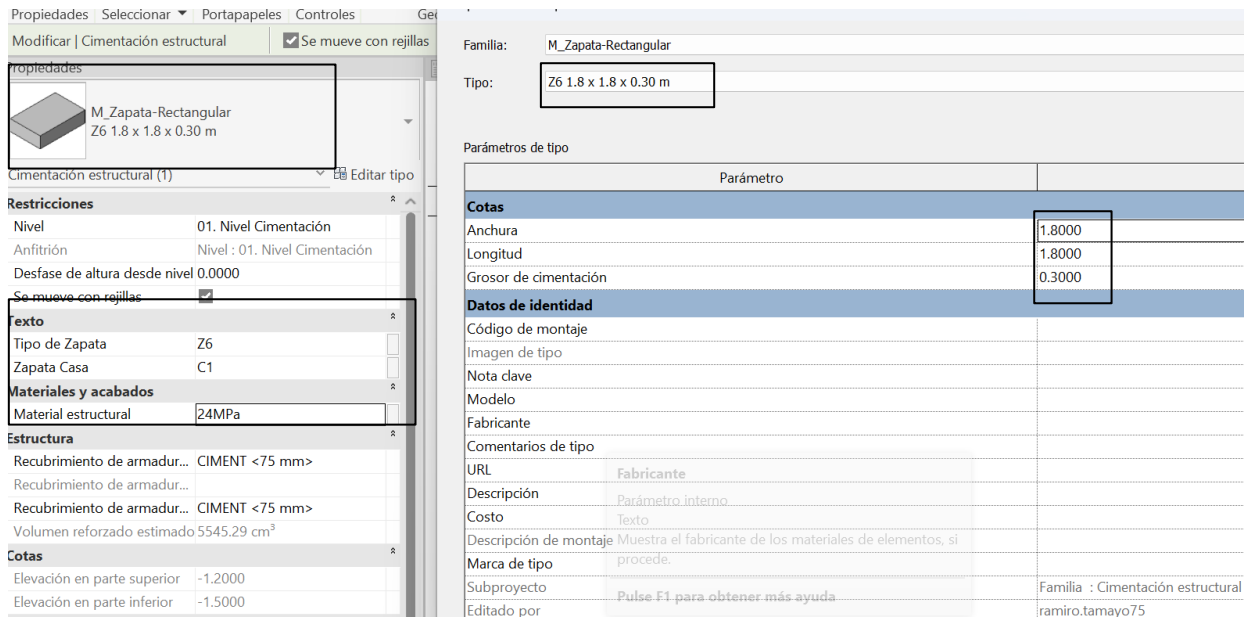 Propiedades Seleccionar Portapapeles Controles
Modificar | Cimentación estructural Se mueve con rejillas
Propiedades
M_Zapata-Rectangular
Z6 1.8 x 1.8 x 0.30 m
Cimentación estructural (1) Editar tipo
Restricciones
Nivel 01. Nivel Cimentación
Anfitrión Nivel : 01. Nivel Cimentación
Desfase de altura desde nivel 0.0000
Se mueve con rejillas
Texto
Tipo de Zapata Z6
Zapata Casa C1
Materiales y acabados
Material estructural 24MPa
Estructura
Recubrimiento de armadur... CIMENT <75 mm>
Recubrimiento de armadur...
Recubrimiento de armadur... CIMENT <75 mm>
Volumen reforzado estimado 5545.29 cm³
Cotas
Elevación en parte superior -1.2000
Elevación en parte inferior -1.5000
Familia: M_Zapata-Rectangular
Tipo: Z6 1.8 x 1.8 x 0.30 m
Parámetros de tipo
Parámetro
Cotas
Anchura 1.8000
Longitud 1.8000
Grosor de cimentación 0.3000
Datos de identidad
Código de montaje
Imagen de tipo
Nota clave
Modelo
Fabricante
Comentarios de tipo
URL
Descripción
Costo
Descripción de montaje
Marca de tipo
Subproyecto Familia : Cimentación estructural
Editado por ramiro.tamayo75
Fabricante
Parámetro interno
Texto
Muestra el fabricante de los materiales de elementos, si
procede.
Pulse F1 para obtener más ayuda